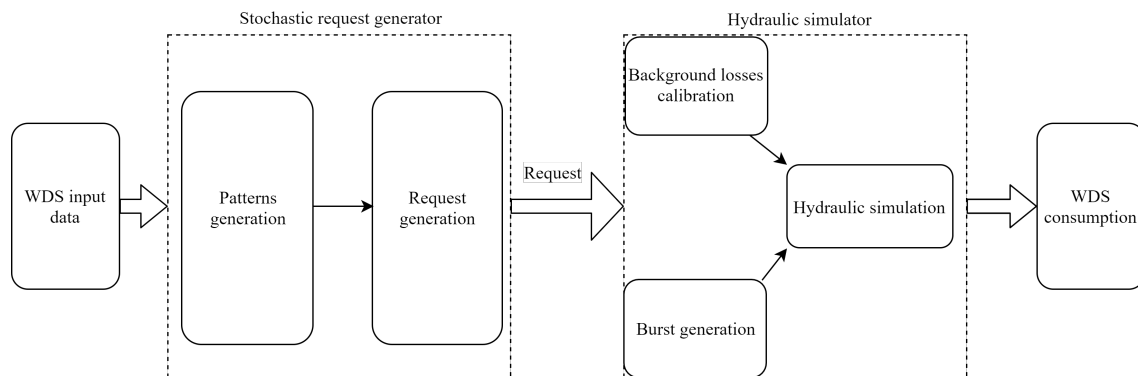 Stochastic request generator
Hydraulic simulator
WDS input
data
Patterns
generation
Request
generation
Request
Background losses
calibration
Hydraulic simulation
Burst generation
WDS
consumption